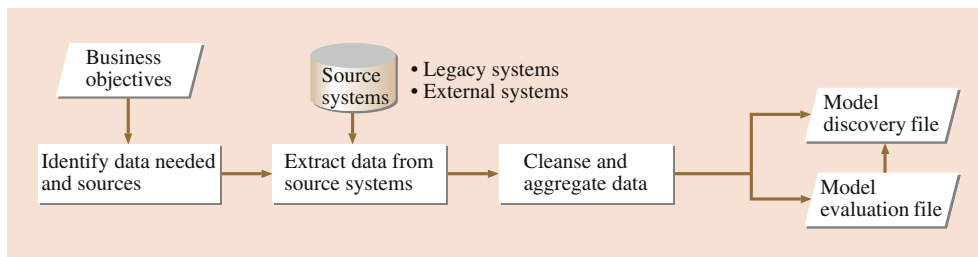 Business
objectives
Source
systems
• Legacy systems
• External systems
Identify data needed
and sources
Extract data from
source systems
Cleanse and
aggregate data
Model
discovery file
Model
evaluation file